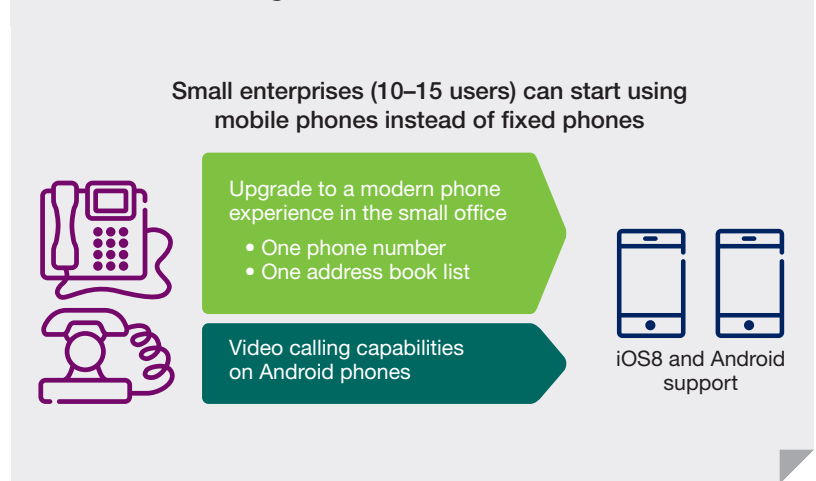 Small enterprises (10–15 users) can start using
mobile phones instead of fixed phones
Upgrade to a modern phone
experience in the small office
• One phone number
• One address book list
Video calling capabilities
on Android phones
iOS8 and Android
support